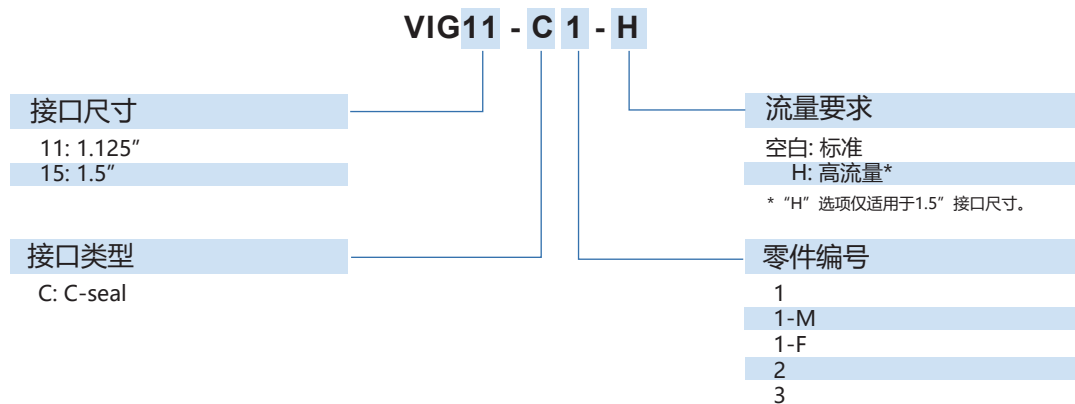 VIG11 - C 1 - H
接口尺寸
11: 1.125”
15: 1.5”
接口类型
C: C-seal
流量要求
空白: 标准
H: 高流量*
* “H” 选项仅适用于1.5” 接口尺寸。
零件编号
1
1-M
1-F
2
3